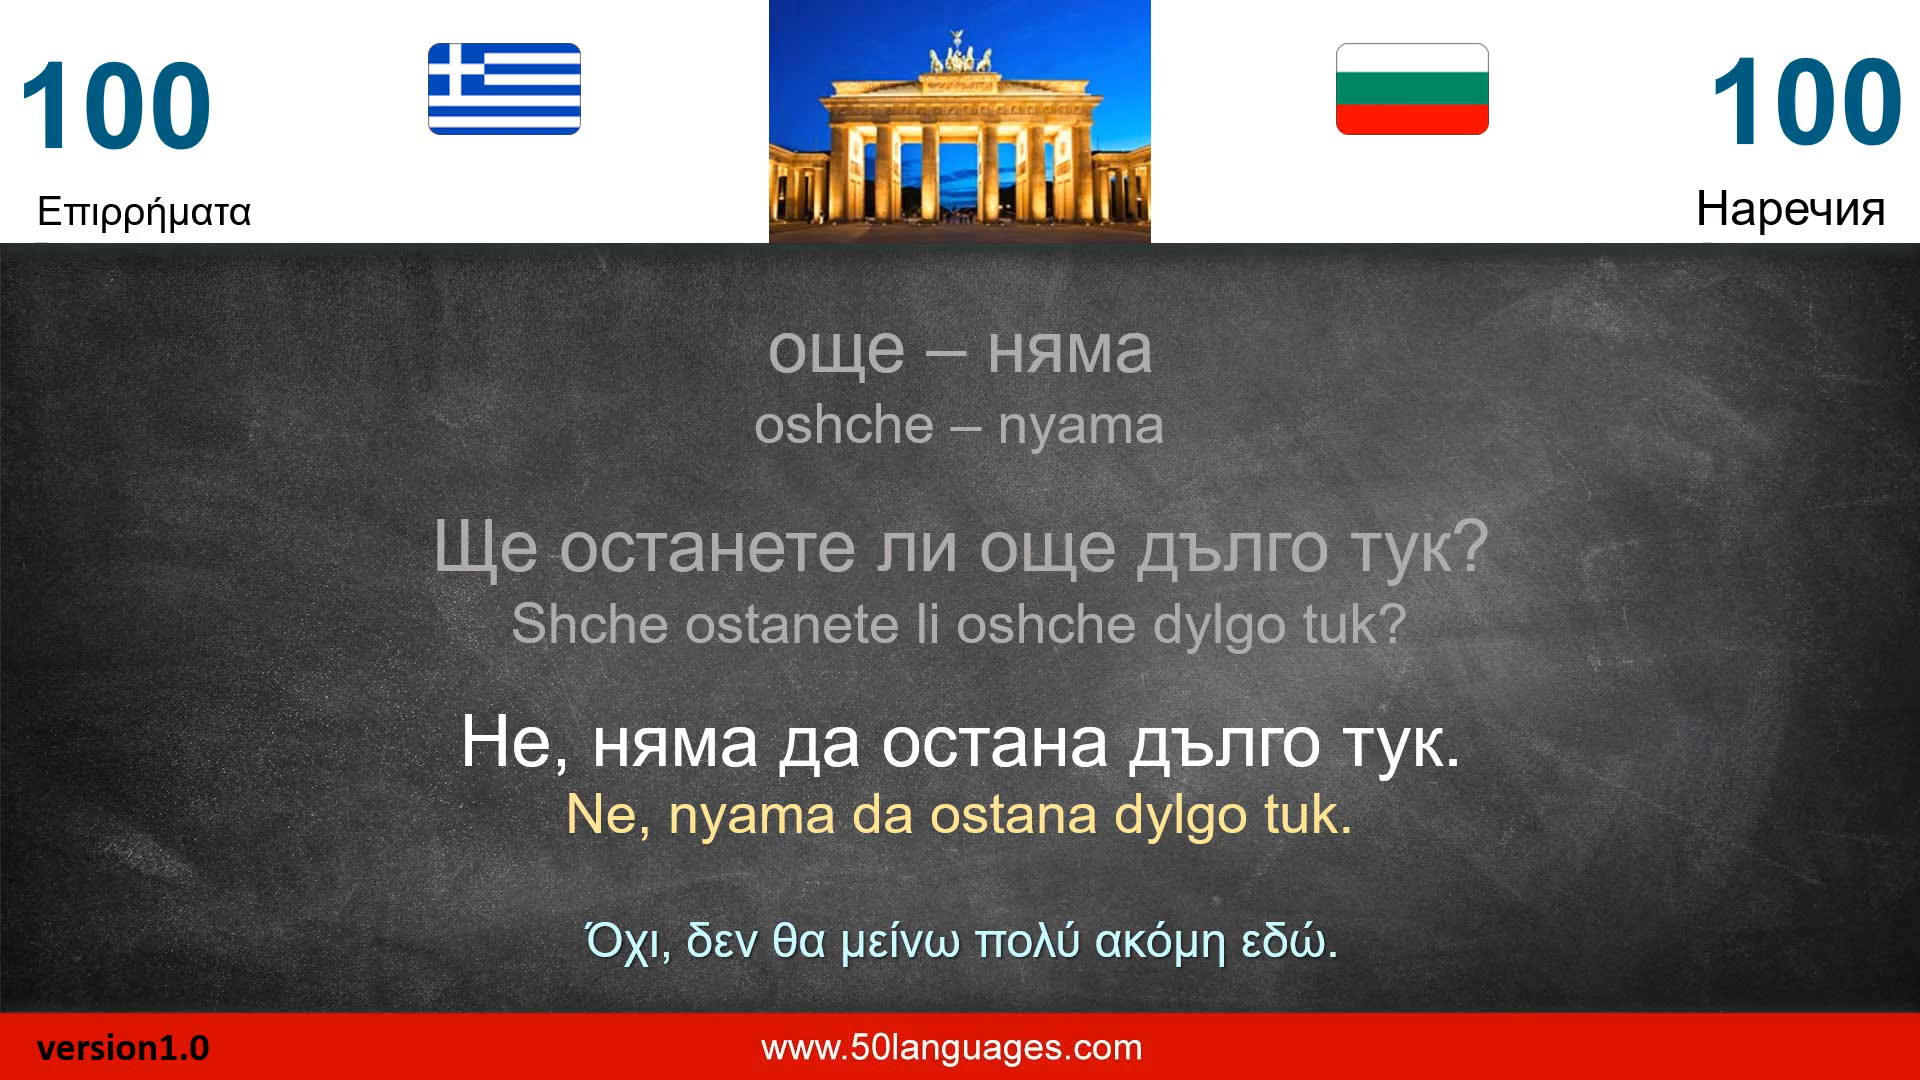 100
100
Επιρρήματα
Наречия
още – няма
oshche – nyama
Ще останете ли още дълго тук?
Shche ostanete li oshche dylgo tuk?
Не, няма да остана дълго тук.
Ne, nyama da ostana dylgo tuk.
Όχι, δεν θα μείνω πολύ ακόμη εδώ.
version1.0
www.50languages.com